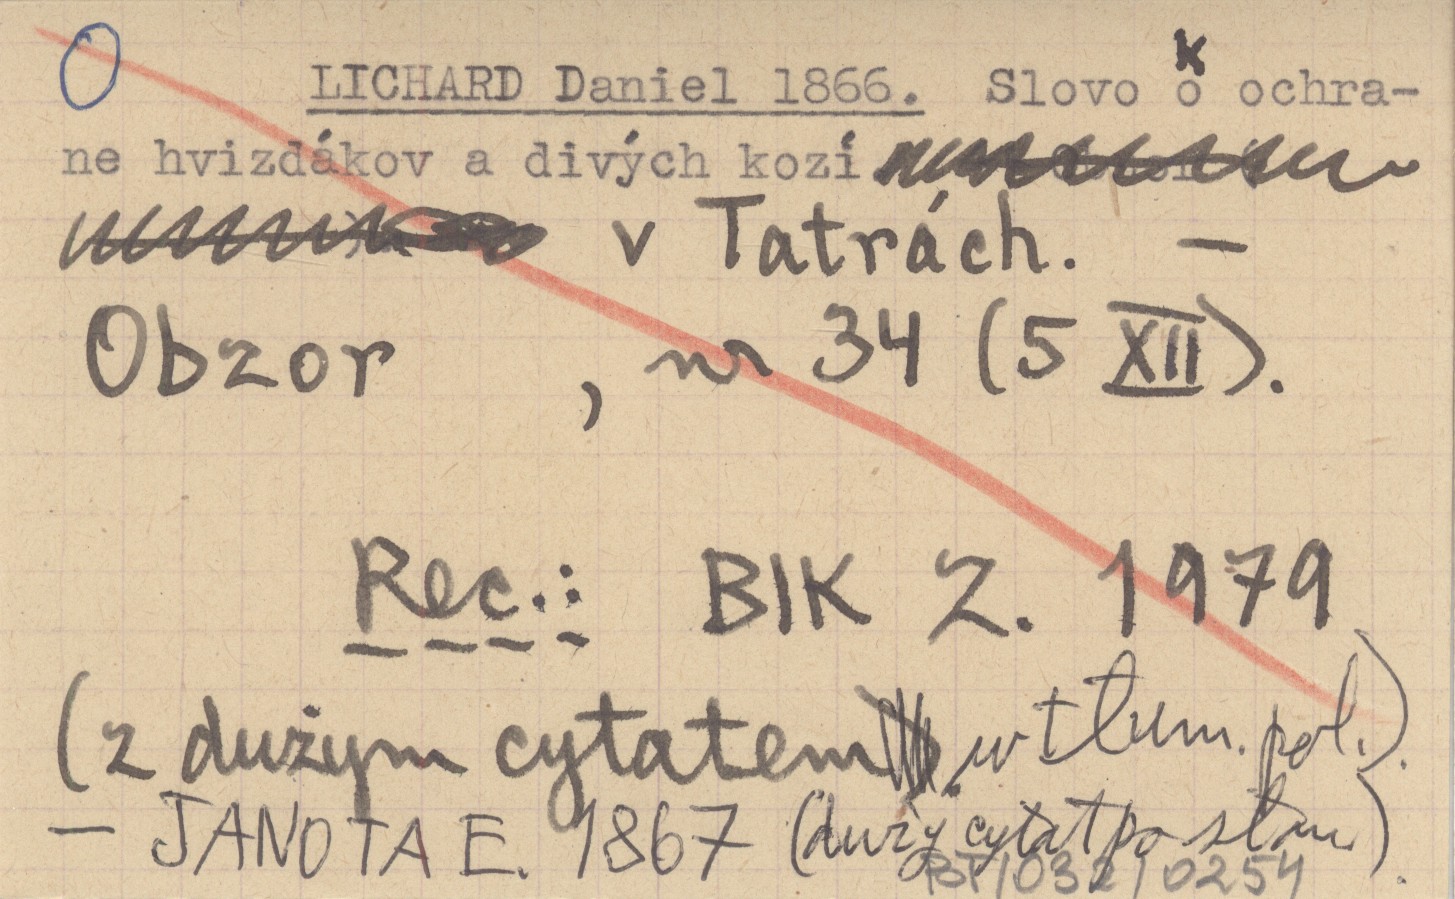 O
LICHARD Daniel 1866. Slovo k ochra-
ne hvizdákov a divých kozí
v Tatrách. —
Obzor , nr 34 (5 XII).
Rec.: BIK Z. 1979
(z dużym cytatem w tłum. pol.).
— JANOTA E. 1867 (duży cytat po słow).
BT/032/0254